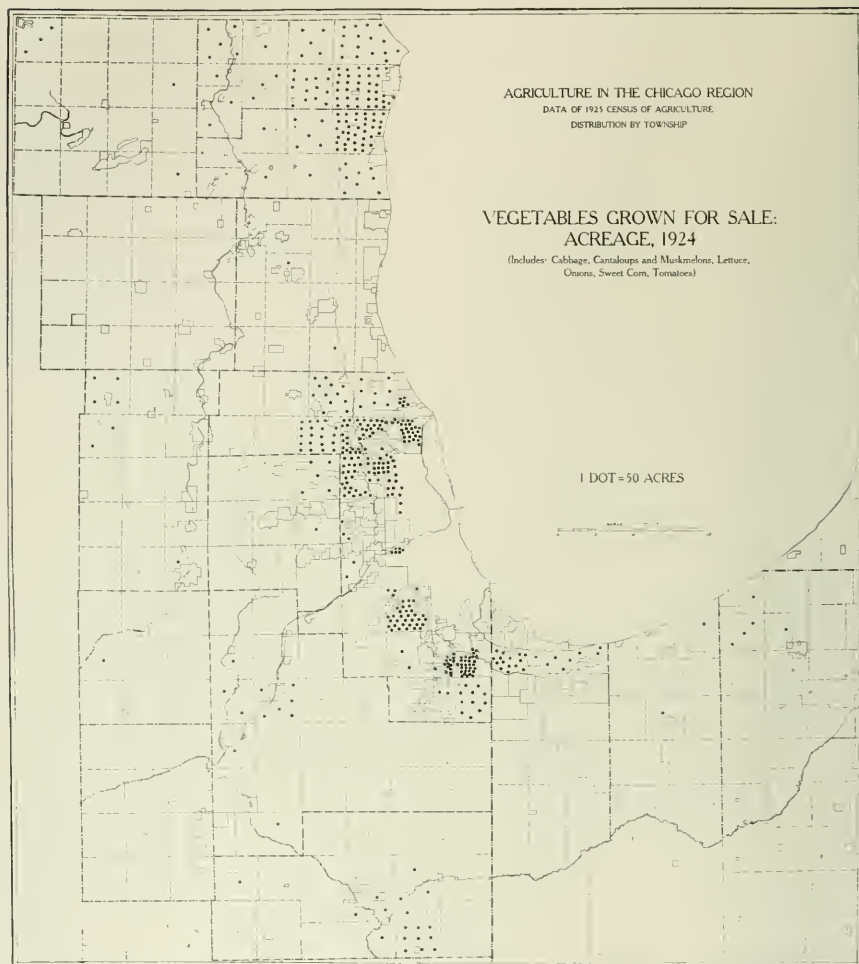 AGRICULTURE IN THE CHICAGO REGION
DATA OF 1925 CENSUS OF AGRICULTURE
DISTRIBUTION BY TOWNSHIP
VEGETABLES GROWN FOR SALE:
ACREAGE, 1924
(Includes: Cabbage, Cantaloups and Muskmelons, Lettuce,
Onions, Sweet Corn, Tomatoes)
1 DOT = 50 ACRES
SCALE